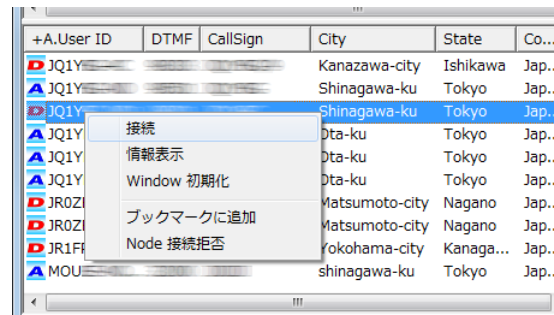 +A.User ID DTMF CallSign City State Co...
D JQ1Y Kanazawa-city Ishikawa Jap..
A JQ1Y Shinagawa-ku Tokyo Jap..
D JQ1Y Shinagawa-ku Tokyo Jap..
A JQ1Y Ota-ku Tokyo Jap..
A JQ1Y Ota-ku Tokyo Jap..
A JQ1Y Ota-ku Tokyo Jap..
D JR0Z Matsumoto-city Nagano Jap..
D JR0Z Matsumoto-city Nagano Jap..
D JR1F Yokohama-city Kanaga... Jap..
A MOU shinagawa-ku Tokyo Jap..
接続
情報表示
Window 初期化
ブックマークに追加
Node 接続拒否